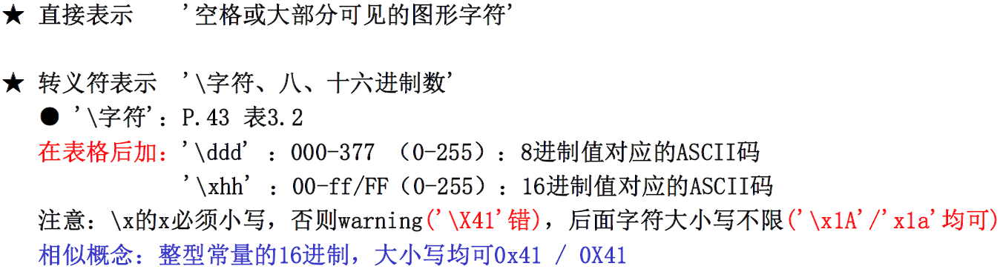 ★ 直接表示 '空格或大部分可见的图形字符'
★ 转义符表示 '\字符、八、十六进制数'
● '\字符': P.43 表3.2
在表格后加: '\ddd' : 000-377 （0-255）: 8进制值对应的ASCII码
'\xhh' : 00-ff/FF（0-255）: 16进制值对应的ASCII码
注意: \x的x必须小写, 否则warning('\X41'错), 后面字符大小写不限('\x1A'/'x1a'均可)
相似概念: 整型常量的16进制, 大小写均可0x41 / 0X41